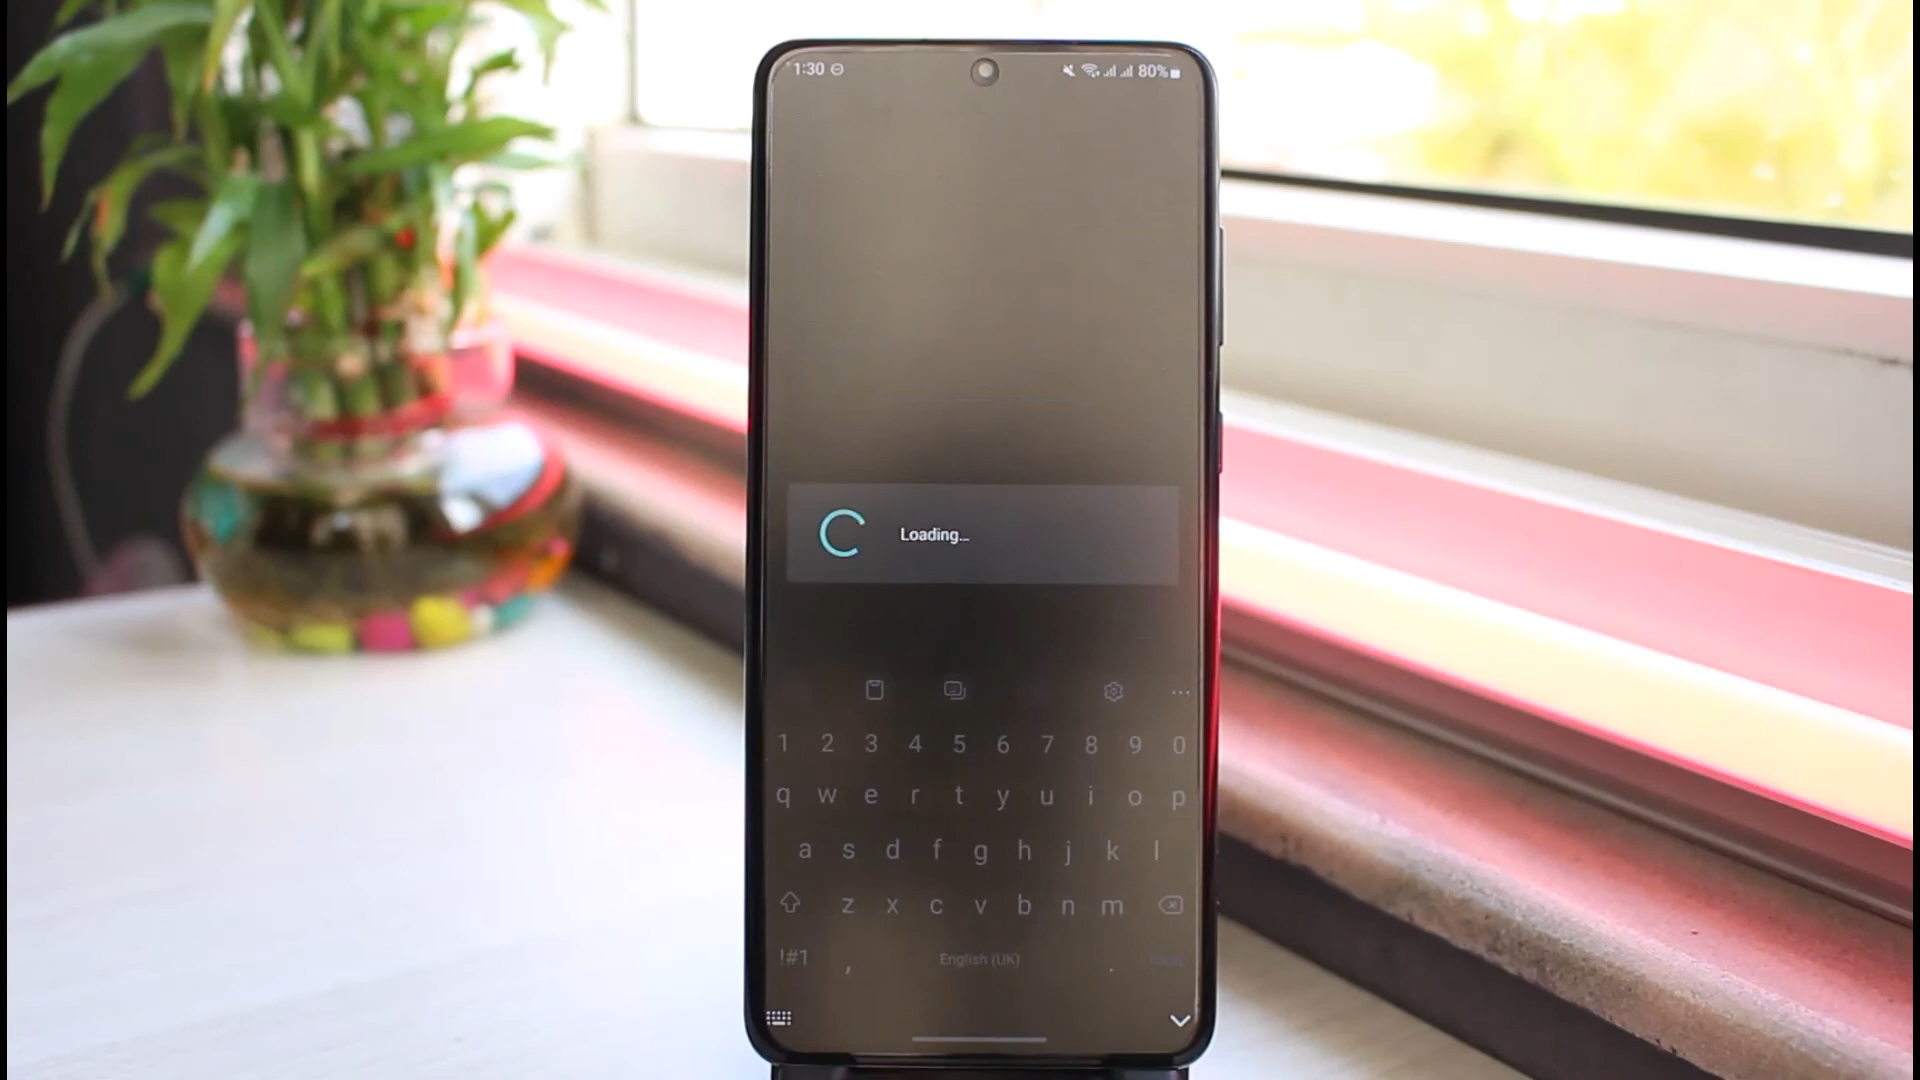 1:30 80%
Loading...
1 2 3 4 5 6 7 8 9 0
q w e r t y u i o p
a s d f g h j k l
z x c v b n m
!#1 , English (UK) .